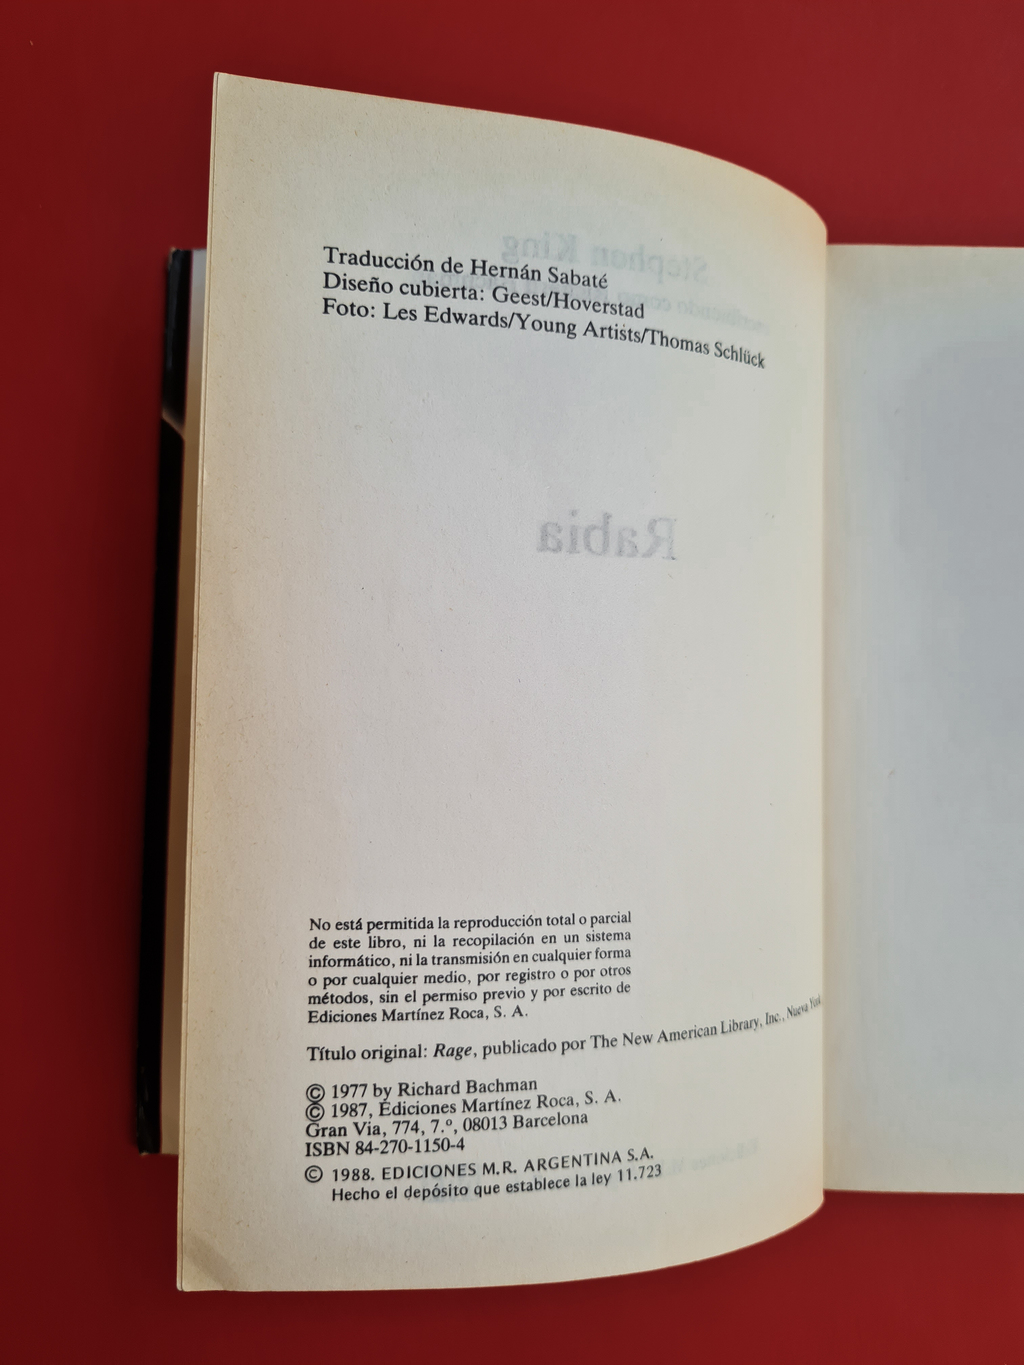 Traducción de Hernán Sabaté
Diseño cubierta: Geest/Hoverstad
Foto: Les Edwards/Young Artists/Thomas Schlück
Stephen King
Rabia
No está permitida la reproducción total o parcial
de este libro, ni la recopilación en un sistema
informático, ni la transmisión en cualquier forma
o por cualquier medio, por registro o por otros
métodos, sin el permiso previo y por escrito de
Ediciones Martínez Roca, S. A.
Título original: Rage, publicado por The New American Library, Inc., Nueva York
© 1977 by Richard Bachman
© 1987, Ediciones Martínez Roca, S. A.
Gran Via, 774, 7.º, 08013 Barcelona
ISBN 84-270-1150-4
© 1988. EDICIONES M.R. ARGENTINA S.A.
Hecho el depósito que establece la ley 11.723